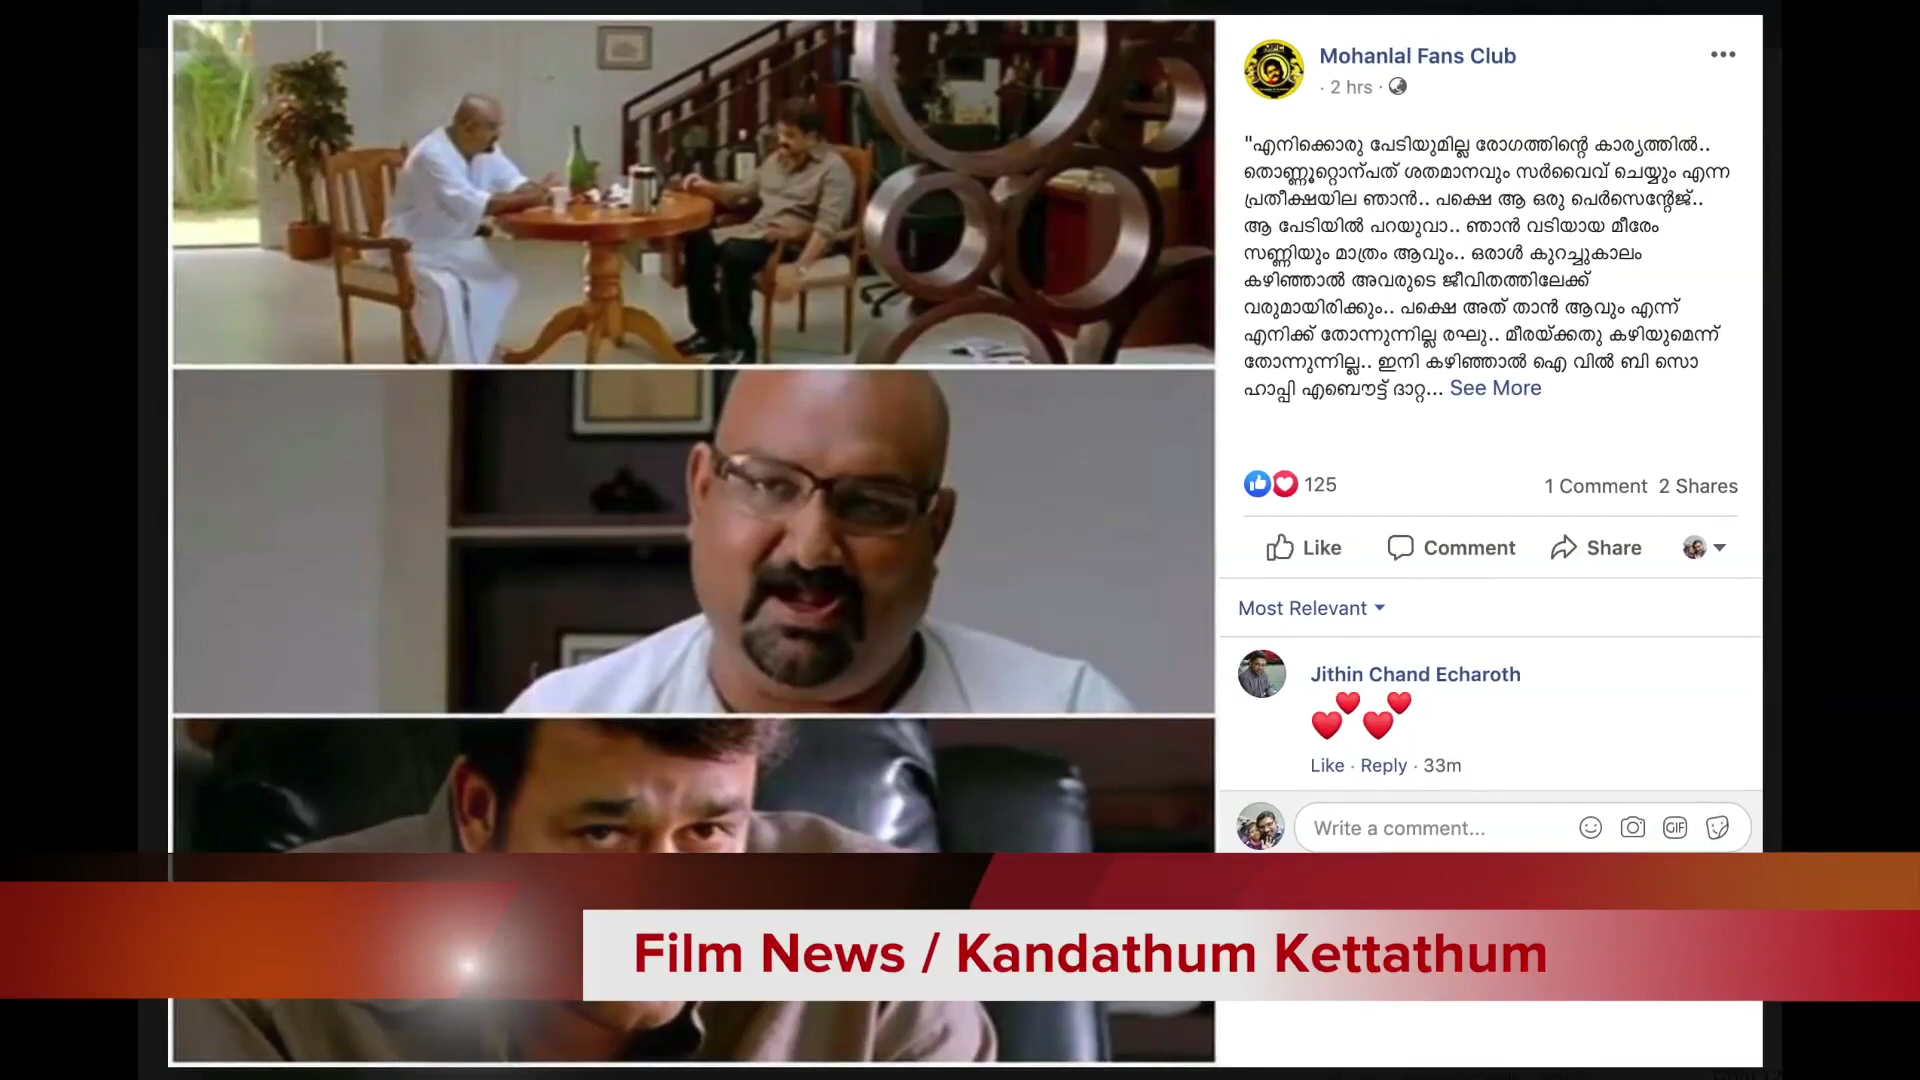 Mohanlal Fans Club
· 2 hrs ·
"എനിക്കൊരു പേടിയുമില്ല രോഗത്തിന്റെ കാര്യത്തിൽ..
തൊണ്ണൂറ്റൊന്പത് ശതമാനവും സർവൈവ് ചെയ്യും എന്ന
പ്രതീക്ഷയില ഞാൻ.. പക്ഷെ ആ ഒരു പെർസെന്റേജ്..
ആ പേടിയിൽ പറയുവാ.. ഞാൻ വടിയായ മീരേം
സണ്ണിയും മാത്രം ആവും.. ഒരാൾ കുറച്ചുകാലം
കഴിഞ്ഞാൽ അവരുടെ ജീവിതത്തിലേക്ക്
വരുമായിരിക്കും.. പക്ഷെ അത് താൻ ആവും എന്ന്
എനിക്ക് തോന്നുന്നില്ല രഘു.. മീരയ്ക്കതു കഴിയുമെന്ന്
തോന്നുന്നില്ല.. ഇനി കഴിഞ്ഞാൽ ഐ വിൽ ബി സൊ
ഹാപ്പി എബൌട്ട് ദാറ്റ... See More
125
1 Comment 2 Shares
Like Comment Share
Most Relevant
Jithin Chand Echaroth
💕💕
Like · Reply · 33m
Write a comment...
GIF
Film News / Kandathum Kettathum